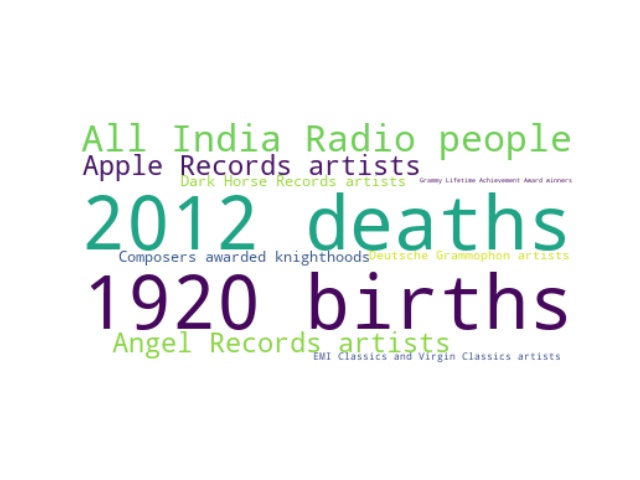 All India Radio people
Apple Records artists
Dark Horse Records artists
Grammy Lifetime Achievement Award winners
2012 deaths
Composers awarded knighthoods
Deutsche Grammophon artists
1920 births
Angel Records artists
EMI Classics and Virgin Classics artists